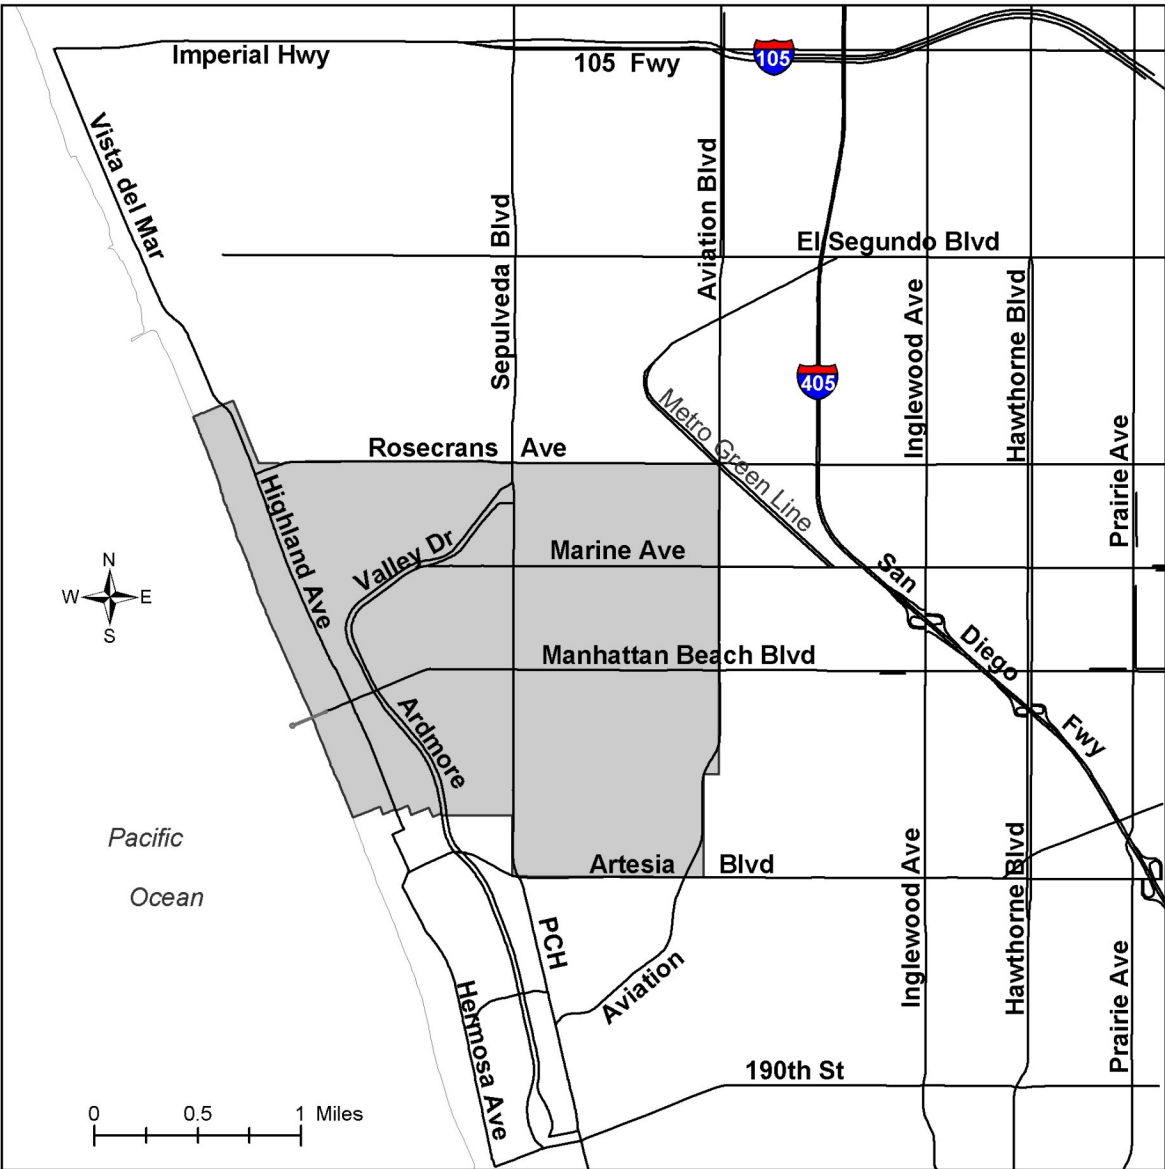 Imperial Hwy
105 Fwy
105
Vista del Mar
Sepulveda Blvd
Aviation Blvd
El Segundo Blvd
Inglewood Ave
Hawthorne Blvd
405
Metro Green Line
Prairie Ave
Rosecrans Ave
Highland Ave
Valley Dr
Marine Ave
San Diego Fwy
N
W E
S
Manhattan Beach Blvd
Ardmore
Pacific
Ocean
Artesia Blvd
Inglewood Ave
Hawthorne Blvd
Prairie Ave
PCH
Aviation
Hermosa Ave
190th St
0 0.5 1 Miles